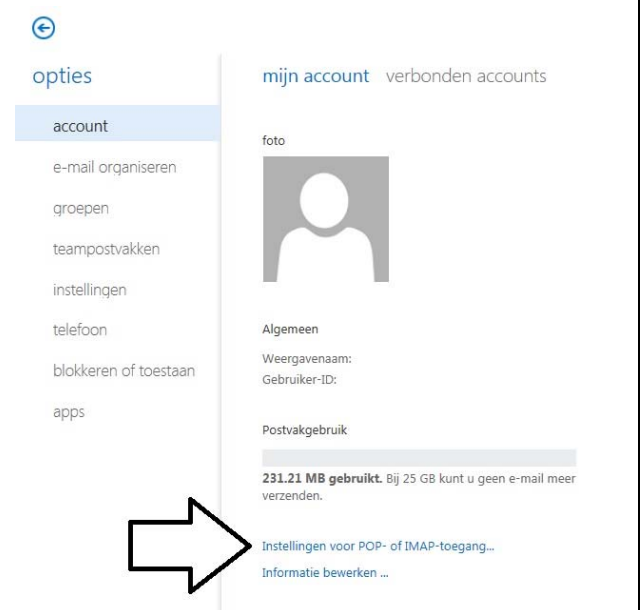 opties
account
e-mail organiseren
groepen
teampostvakken
instellingen
telefoon
blokkeren of toestaan
apps
mijn account verbonden accounts
foto
Algemeen
Weergavenaam:
Gebruiker-ID:
Postvakgebruik
231.21 MB gebruikt. Bij 25 GB kunt u geen e-mail meer
verzenden.
Instellingen voor POP- of IMAP-toegang...
Informatie bewerken ...